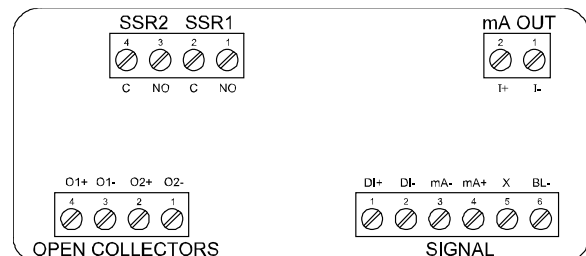 SSR2 SSR1 mA OUT
4 3 2 1 2 1
C NO C NO I+ I-
O1+ O1- O2+ O2- DI+ DI- mA- mA+ X BL-
4 3 2 1 1 2 3 4 5 6
OPEN COLLECTORS SIGNAL